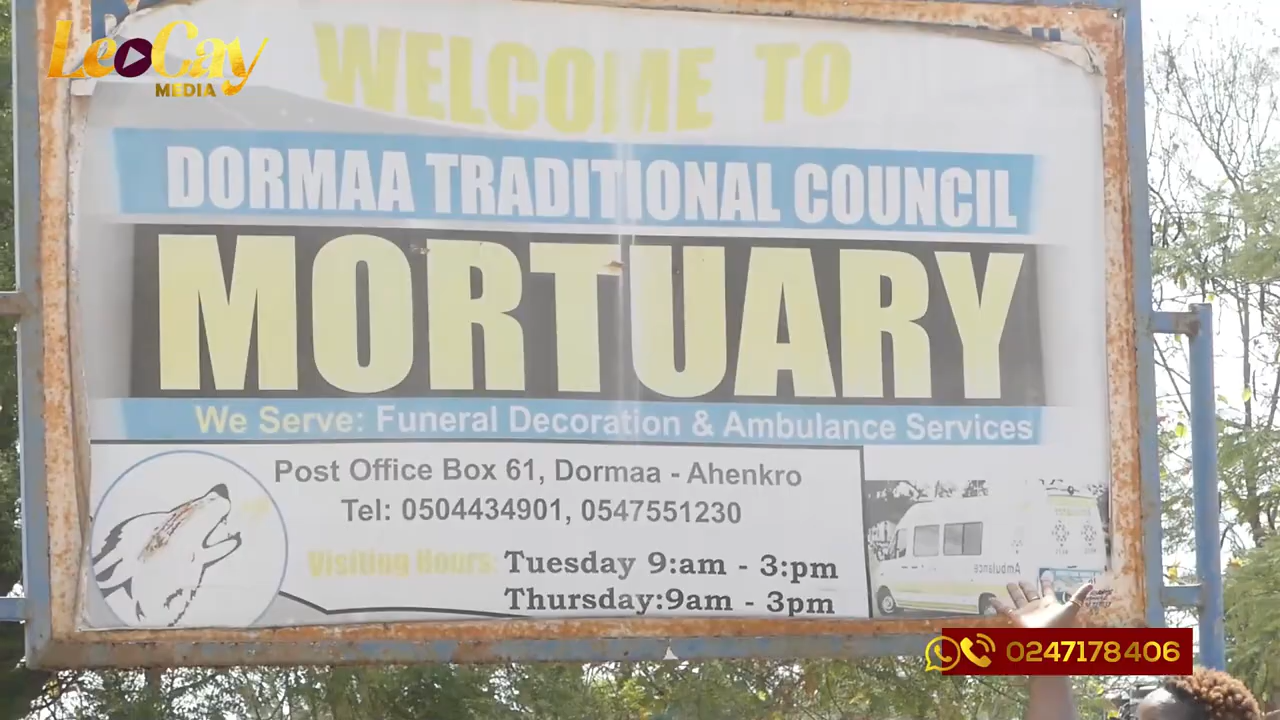 LeoCay
MEDIA
WELCOME TO
DORMAA TRADITIONAL COUNCIL
MORTUARY
We Serve: Funeral Decoration & Ambulance Services
Post Office Box 61, Dormaa - Ahenkro
Tel: 0504434901, 0547551230
Visiting Hours: Tuesday 9:am - 3:pm
Thursday:9am - 3pm
Ambulance
0247178406